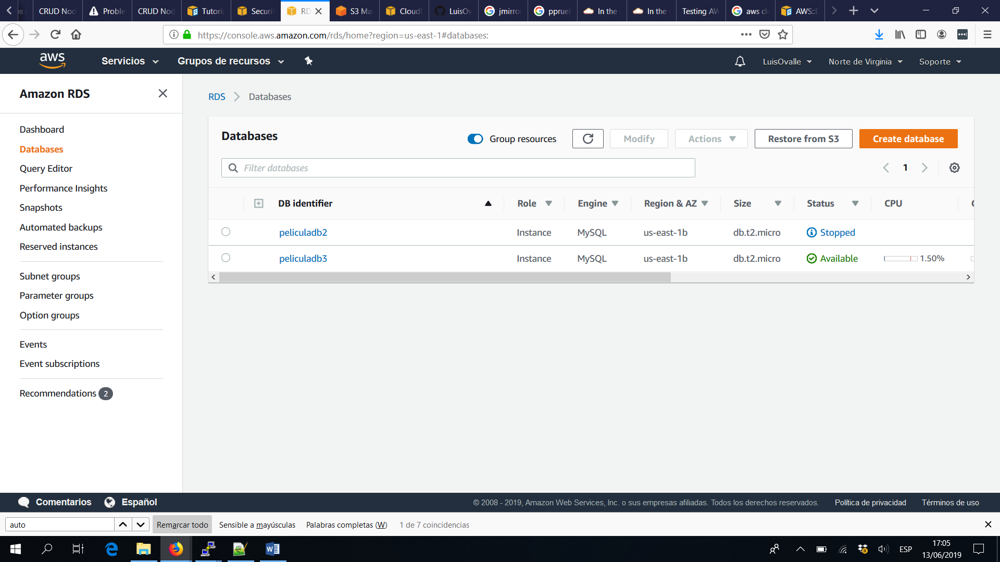 CRUD Nod
Proble
CRUD Nod
Tutoria
Securit
RD
S3 Ma
CloudF
LuisOv
jmirror
pprueb
In the
In the
Testing AW
aws cl
AWS::E
https://console.aws.amazon.com/rds/home?region=us-east-1#databases:
aws
Servicios
Grupos de recursos
LuisOvalle
Norte de Virginia
Soporte
Amazon RDS
Dashboard
Databases
Query Editor
Performance Insights
Snapshots
Automated backups
Reserved instances
Subnet groups
Parameter groups
Option groups
Events
Event subscriptions
Recommendations 2
RDS > Databases
Databases
Group resources
Modify
Actions
Restore from S3
Create database
Filter databases
1
DB identifier Role Engine Region & AZ Size Status CPU
peliculadb2 Instance MySQL us-east-1b db.t2.micro Stopped
peliculadb3 Instance MySQL us-east-1b db.t2.micro Available 1.50%
Comentarios
Español
© 2008 - 2019, Amazon Web Services, Inc. o sus empresas afiliadas. Todos los derechos reservados.
Política de privacidad
Términos de uso
auto
Remarcar todo
Sensible a mayúsculas
Palabras completas (W)
1 de 7 coincidencias
ESP
17:05
13/06/2019